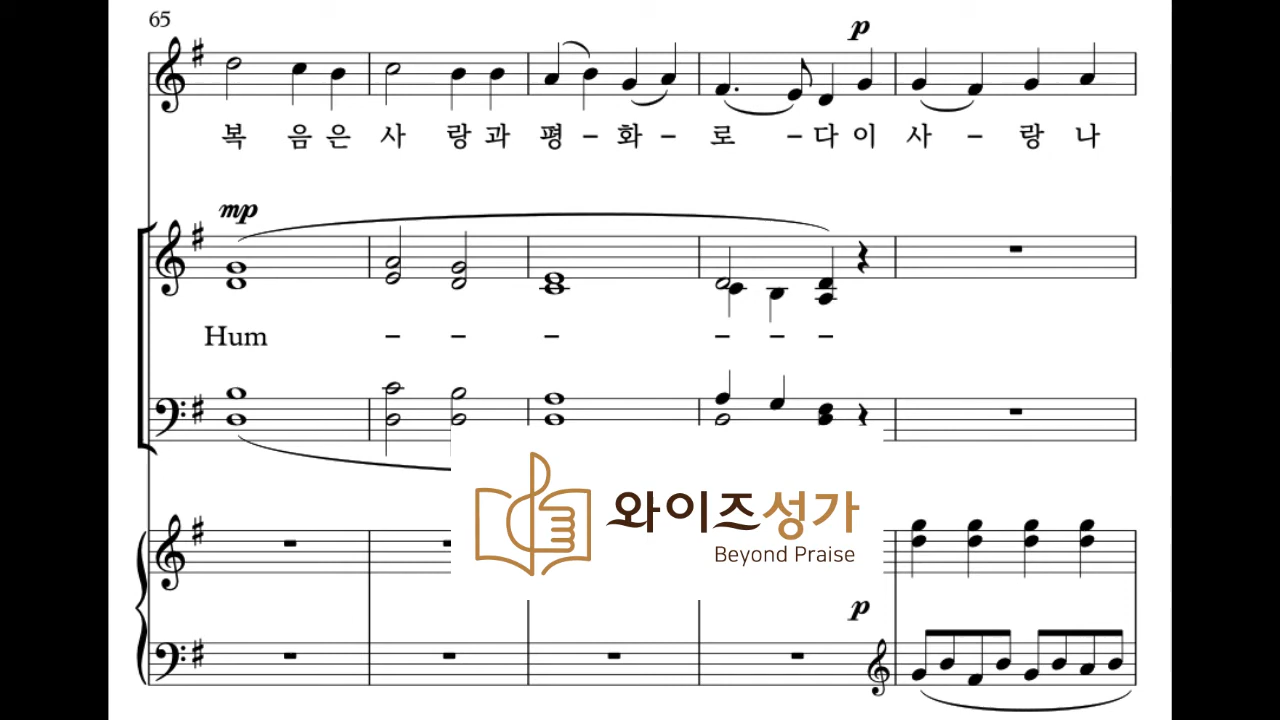 65
p
복 음 은 사 랑 과 평 – 화 – 로 – 다 이 사 – 랑 나
mp
Hum – – – – – –
와이즈성가
Beyond Praise
p